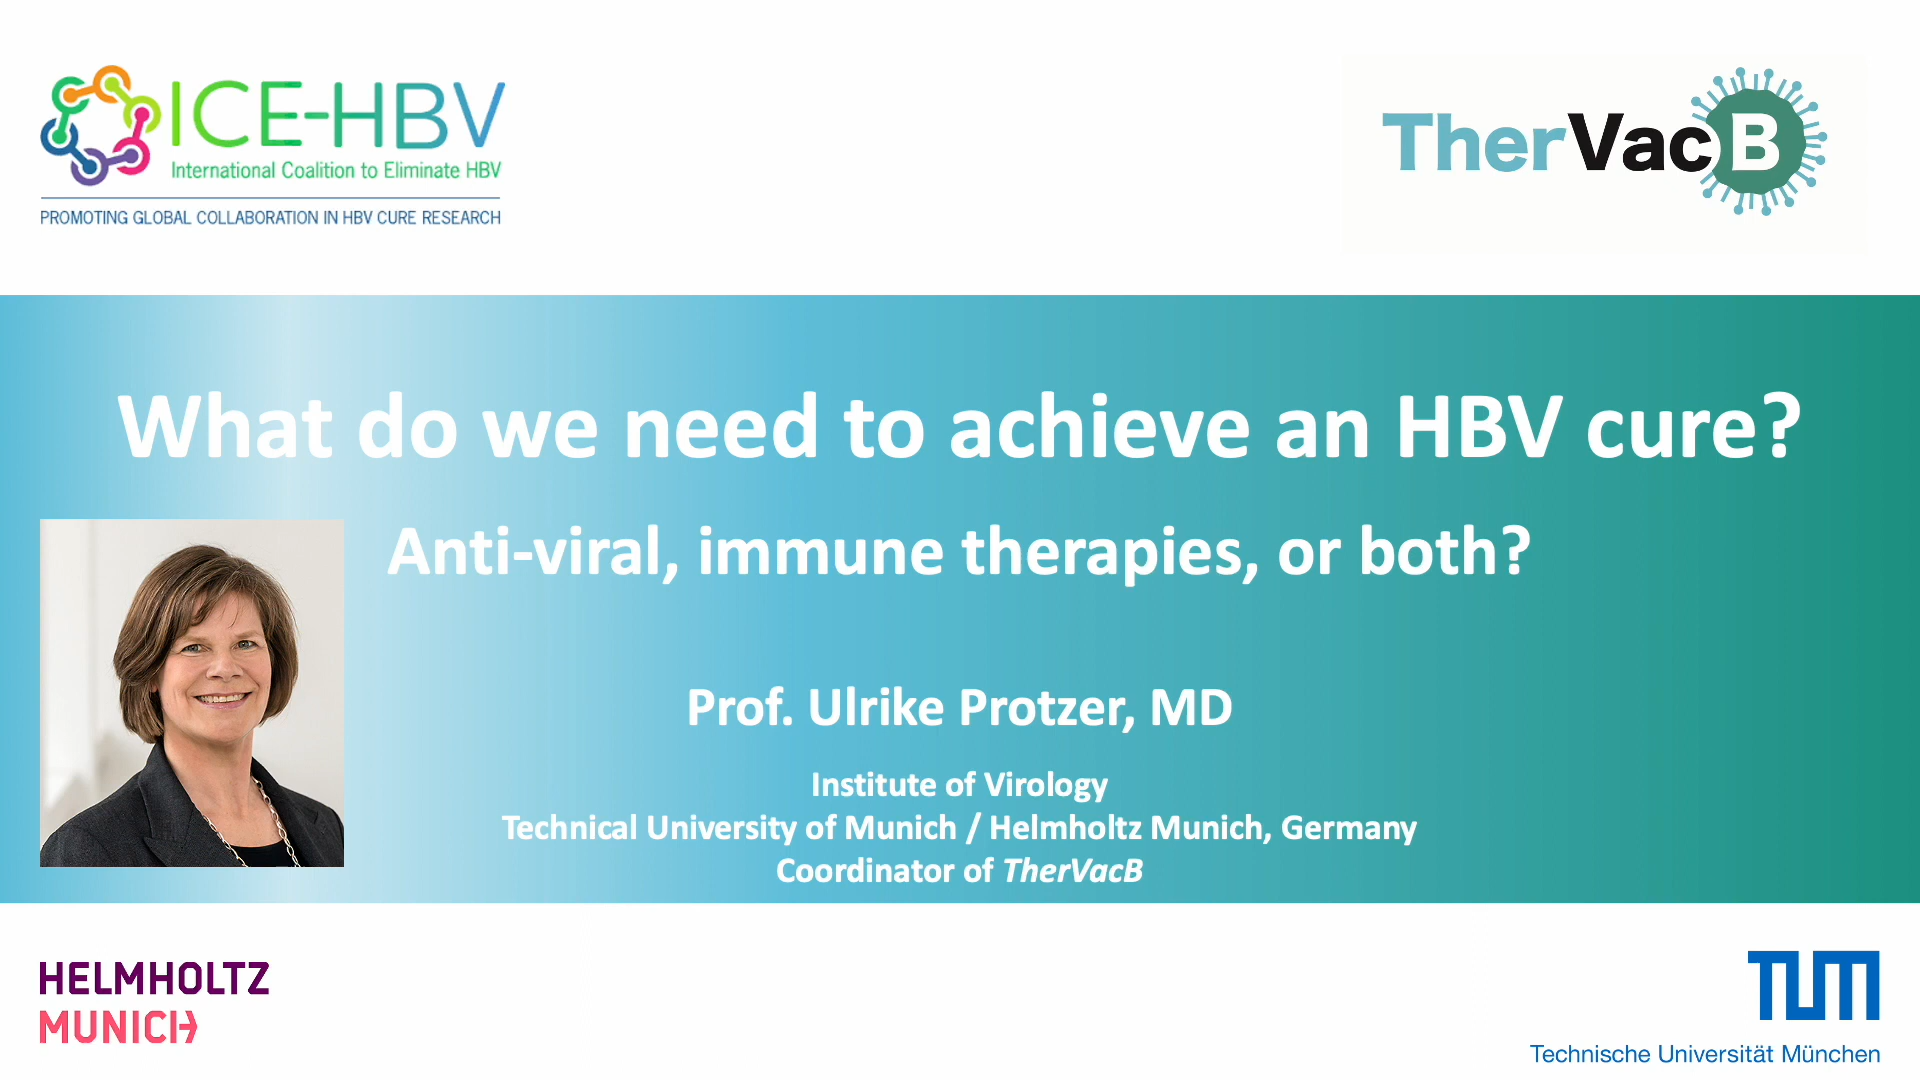 ICE-HBV
International Coalition to Eliminate HBV
PROMOTING GLOBAL COLLABORATION IN HBV CURE RESEARCH
TherVacB
What do we need to achieve an HBV cure?
Anti-viral, immune therapies, or both?
Prof. Ulrike Protzer, MD
Institute of Virology
Technical University of Munich / Helmholtz Munich, Germany
Coordinator of TherVacB
HELMHOLTZ
MUNICH
TUM
Technische Universität München